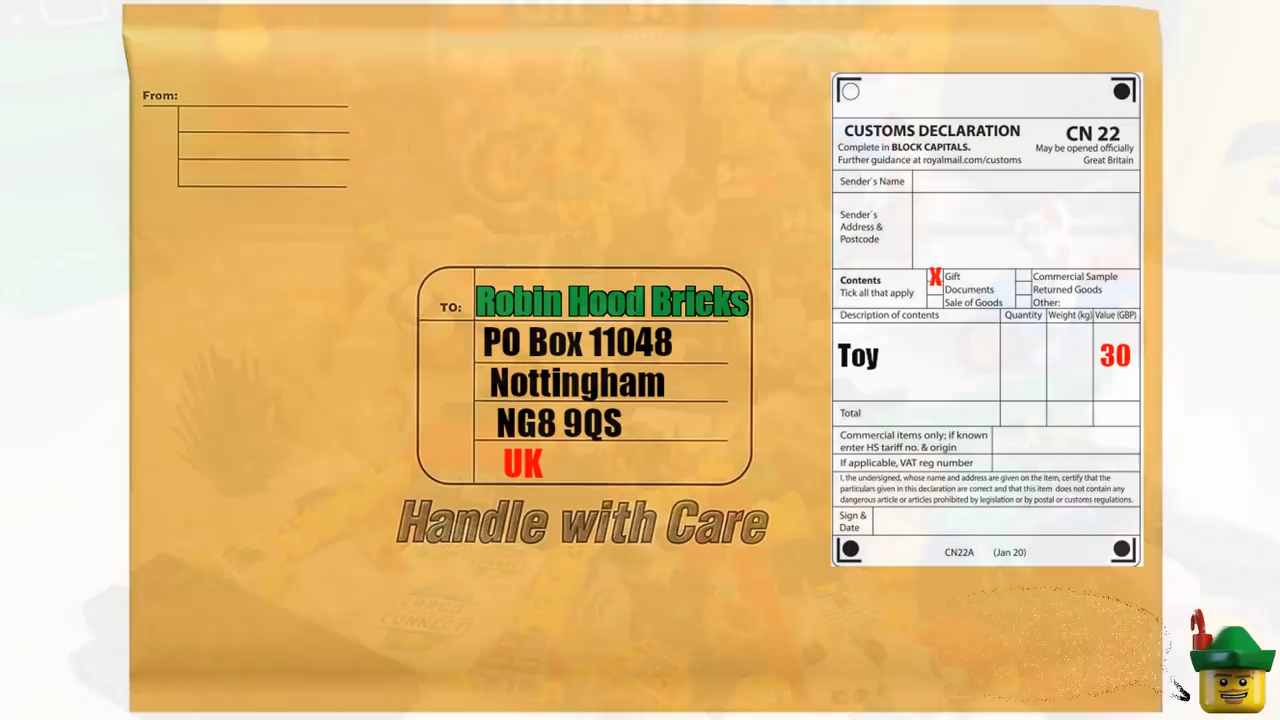 From:
TO: Robin Hood Bricks
PO Box 11048
Nottingham
NG8 9QS
UK
Handle with Care
CUSTOMS DECLARATION CN 22
Complete in BLOCK CAPITALS. May be opened officially
Further guidance at royalmail.com/customs Great Britain
Sender`s Name
Sender`s
Address &
Postcode
Contents
Tick all that apply
X Gift
Documents
Sale of Goods
Commercial Sample
Returned Goods
Other:
Description of contents Quantity Weight (kg) Value (GBP)
Toy 30
Total
Commercial items only; if known
enter HS tariff no. & origin
If applicable, VAT reg number
I, the undersigned, whose name and address are given on the item, certify that the
particulars given in this declaration are correct and that this item does not contain any
dangerous article or articles prohibited by legislation or by postal or customs regulations.
Sign &
Date
CN22A (Jan 20)
CARGO
CONNECT